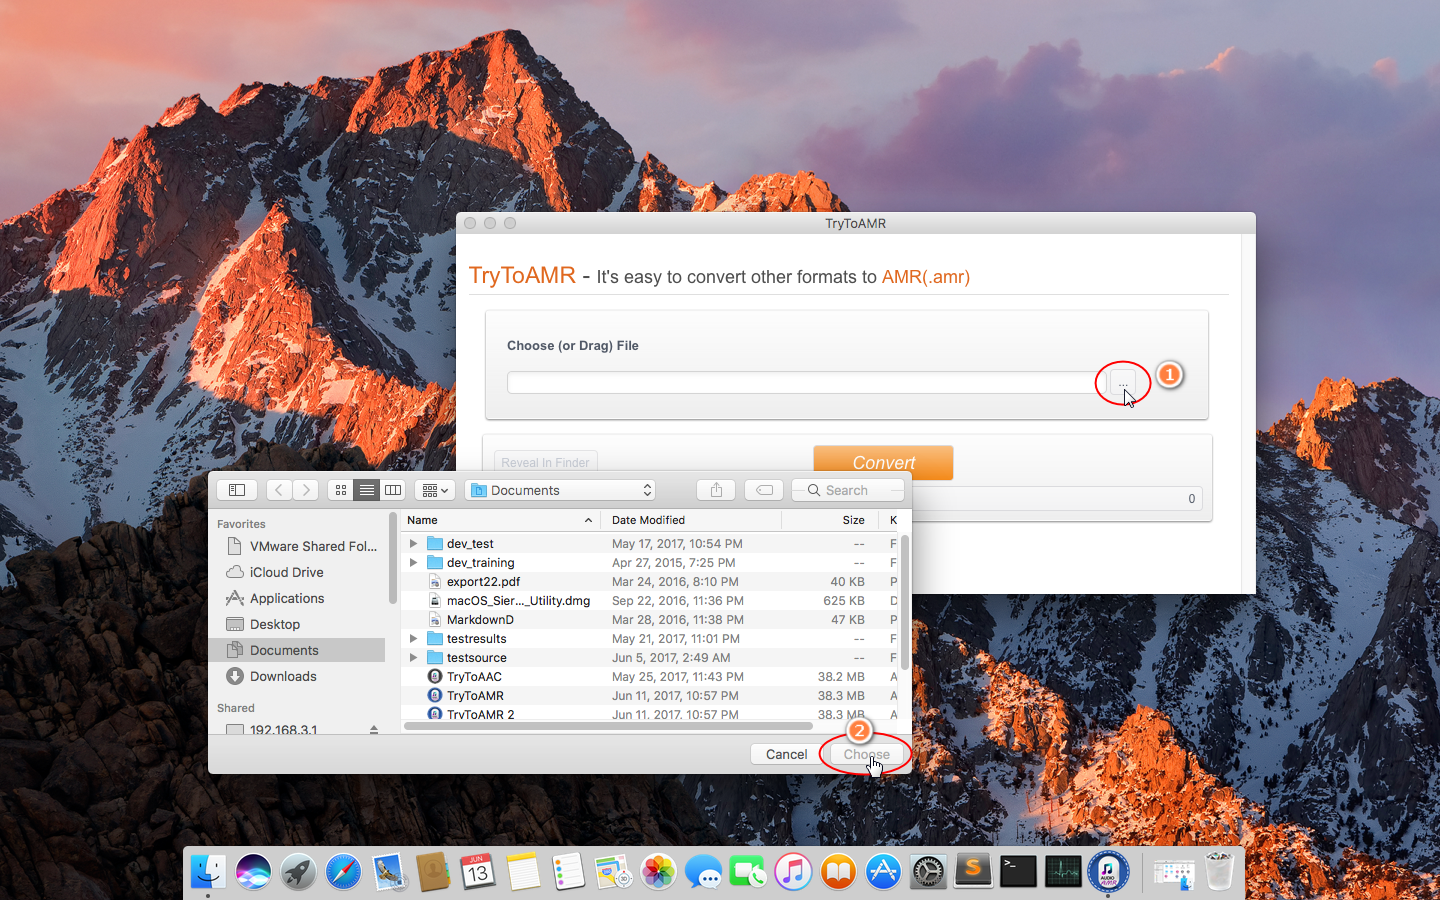 TryToAMR
TryToAMR - It's easy to convert other formats to AMR(.amr)
Choose (or Drag) File
...
1
Reveal In Finder
Convert
0
Documents
Search
Favorites
VMware Shared Fol...
iCloud Drive
Applications
Desktop
Documents
Downloads
Shared
192.168.3.1
Name Date Modified Size K
dev_test May 17, 2017, 10:54 PM -- F
dev_training Apr 27, 2015, 7:25 PM -- F
export22.pdf Mar 24, 2016, 8:10 PM 40 KB P
macOS_Sier..._Utility.dmg Sep 22, 2016, 11:36 PM 625 KB D
MarkdownD Mar 28, 2016, 11:38 PM 47 KB P
testresults May 21, 2017, 11:01 PM -- F
testsource Jun 5, 2017, 2:49 AM -- F
TryToAAC May 25, 2017, 11:43 PM 38.2 MB A
TryToAMR Jun 11, 2017, 10:57 PM 38.3 MB A
TryToAMR 2 Jun 11, 2017, 10:57 PM 38.3 MB A
2
Cancel Choose
JUN
13
S
>_
AUDIO
AMR